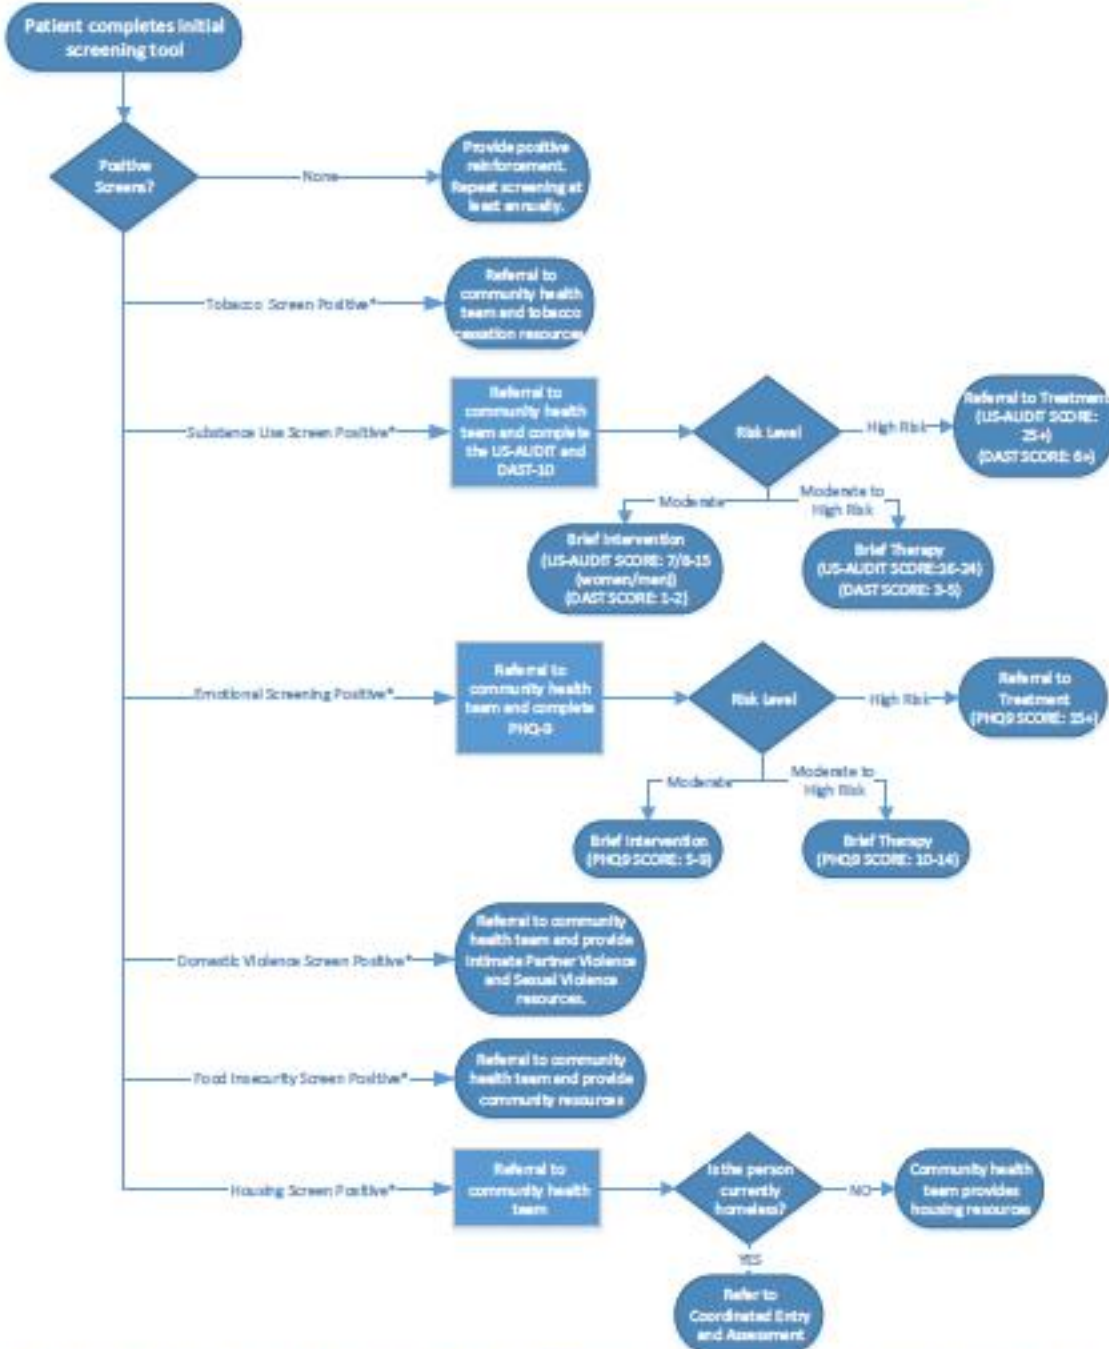 Patient completes initial
screening tool
Positive
Screens?
None
Provide positive
reinforcement.
Repeat screening at
least annually.
Tobacco Screen Positive*
Referral to
community health
team and tobacco
cessation resources
Substance Use Screen Positive*
Referral to
community health
team and complete
the US-AUDIT and
DAST-10
Risk Level
High Risk
Referral to Treatment
(US-AUDIT SCORE:
25+)
(DAST SCORE: 6+)
Moderate
Moderate to
High Risk
Brief Intervention
(US-AUDIT SCORE: 7/8-15
(women/men))
(DAST SCORE: 1-2)
Brief Therapy
(US-AUDIT SCORE:16-24)
(DAST SCORE: 3-5)
Emotional Screening Positive*
Referral to
community health
team and complete
PHQ-9
Risk Level
High Risk
Referral to
Treatment
(PHQ9 SCORE: 15+)
Moderate
Moderate to
High Risk
Brief Intervention
(PHQ9 SCORE: 5-9)
Brief Therapy
(PHQ9 SCORE: 10-14)
Domestic Violence Screen Positive*
Referral to community
health team and provide
Intimate Partner Violence
and Sexual Violence
resources.
Food Insecurity Screen Positive*
Referral to community
health team and provide
community resources
Housing Screen Positive*
Referral to
community health
team
Is the person
currently
homeless?
NO
Community health
team provides
housing resources
YES
Refer to
Coordinated Entry
and Assessment